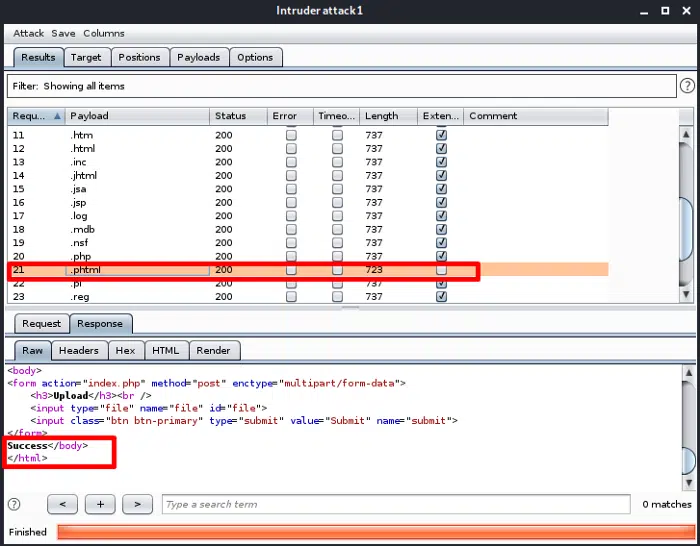 Intruder attack1
Attack Save Columns
Results Target Positions Payloads Options
Filter: Showing all items ?
Requ... Payload Status Error Timeo... Length Exten... Comment
11 .htm 200 737
12 .html 200 737
13 .inc 200 737
14 .jhtml 200 737
15 .jsa 200 737
16 .jsp 200 737
17 .log 200 737
18 .mdb 200 737
19 .nsf 200 737
20 .php 200 737
21 .phtml 200 723
22 .pl 200 737
23 .reg 200 737
Request Response
Raw Headers Hex HTML Render
<body>
<form action="index.php" method="post" enctype="multipart/form-data">
<h3>Upload</h3><br />
<input type="file" name="file" id="file">
<input class="btn btn-primary" type="submit" value="Submit" name="submit">
</form>
Success</body>
</html>
? < + > Type a search term 0 matches
Finished